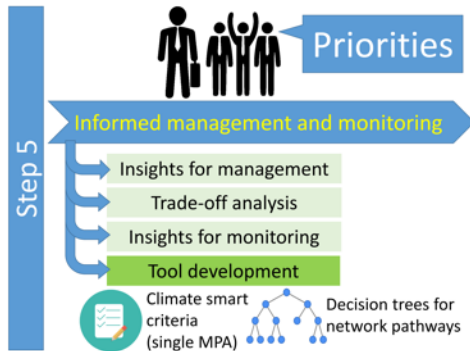 Step 5
Priorities
Informed management and monitoring
Insights for management
Trade-off analysis
Insights for monitoring
Tool development
Climate smart
criteria
(single MPA)
Decision trees for
network pathways